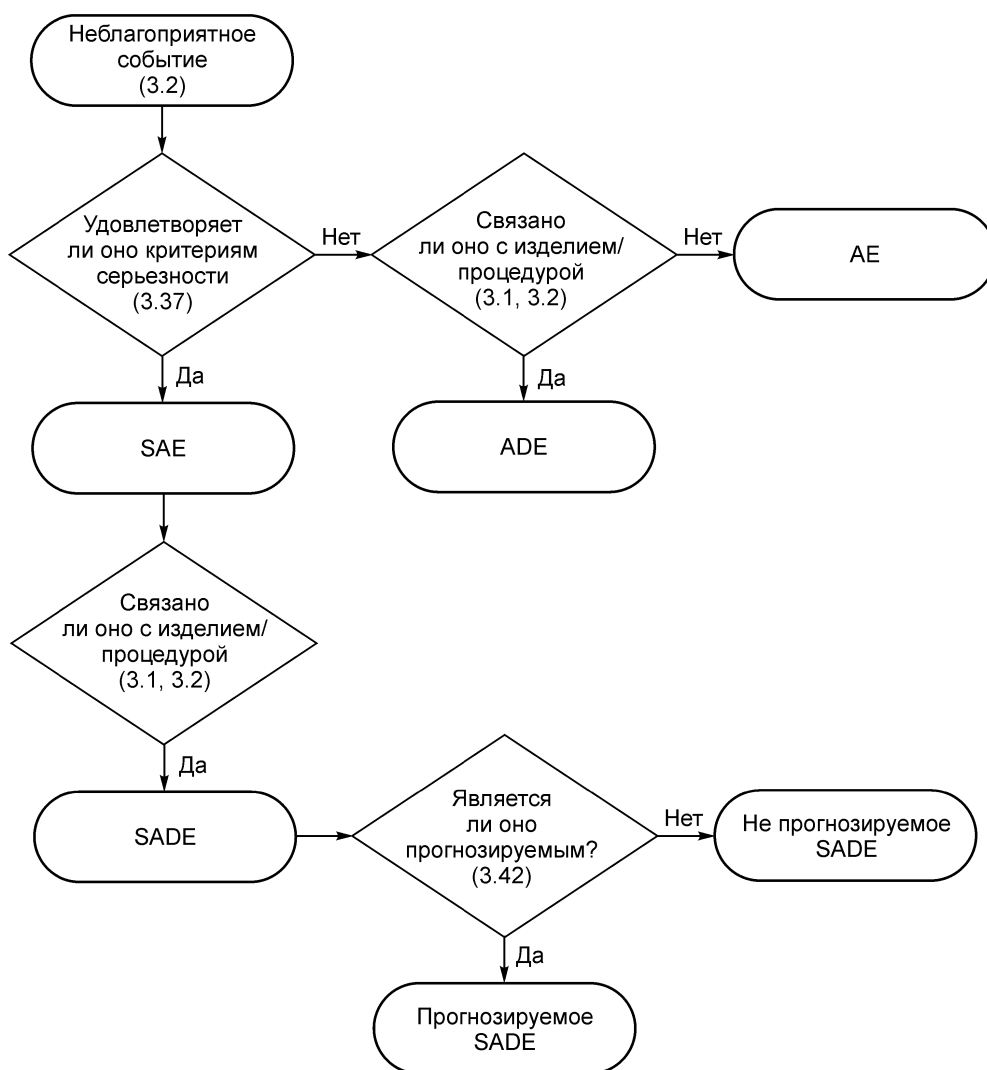 Неблагоприятное
событие
(3.2)
Удовлетворяет
ли оно критериям
серьезности
(3.37)
Нет
Связано
ли оно с изделием/
процедурой
(3.1, 3.2)
Нет
AE
Да
Да
SAE
ADE
Связано
ли оно с изделием/
процедурой
(3.1, 3.2)
Да
SADE
Является
ли оно
прогнозируемым?
(3.42)
Нет
Не прогнозируемое
SADE
Да
Прогнозируемое
SADE